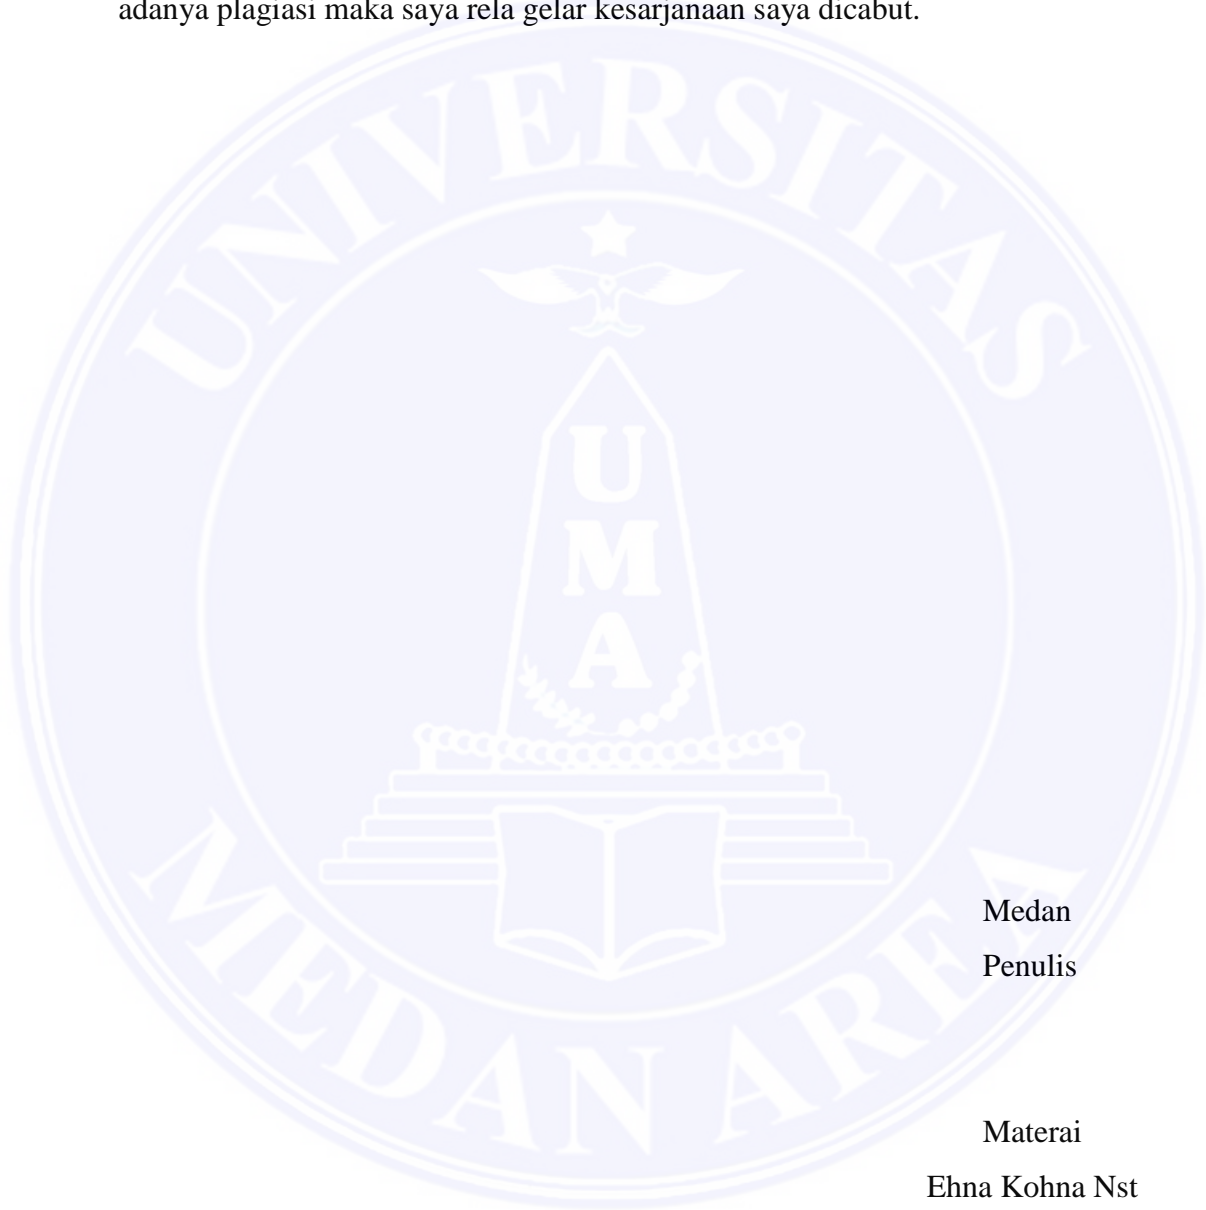 adanya plagiasi maka saya rela gelar kesarjanaan saya dicabut.
UNIVERSITAS
U
M
A
MEDAN AREA
Medan
Penulis
Materai
Ehna Kohna Nst